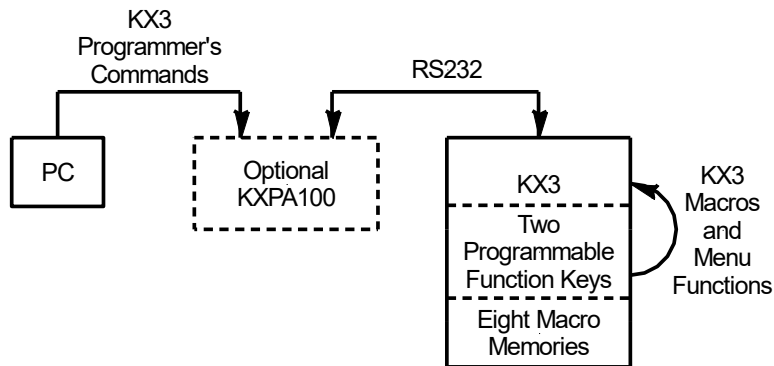 KX3
Programmer's
Commands
RS232
PC
Optional
KXPA100
KX3
Two
Programmable
Function Keys
Eight Macro
Memories
KX3
Macros
and
Menu
Functions